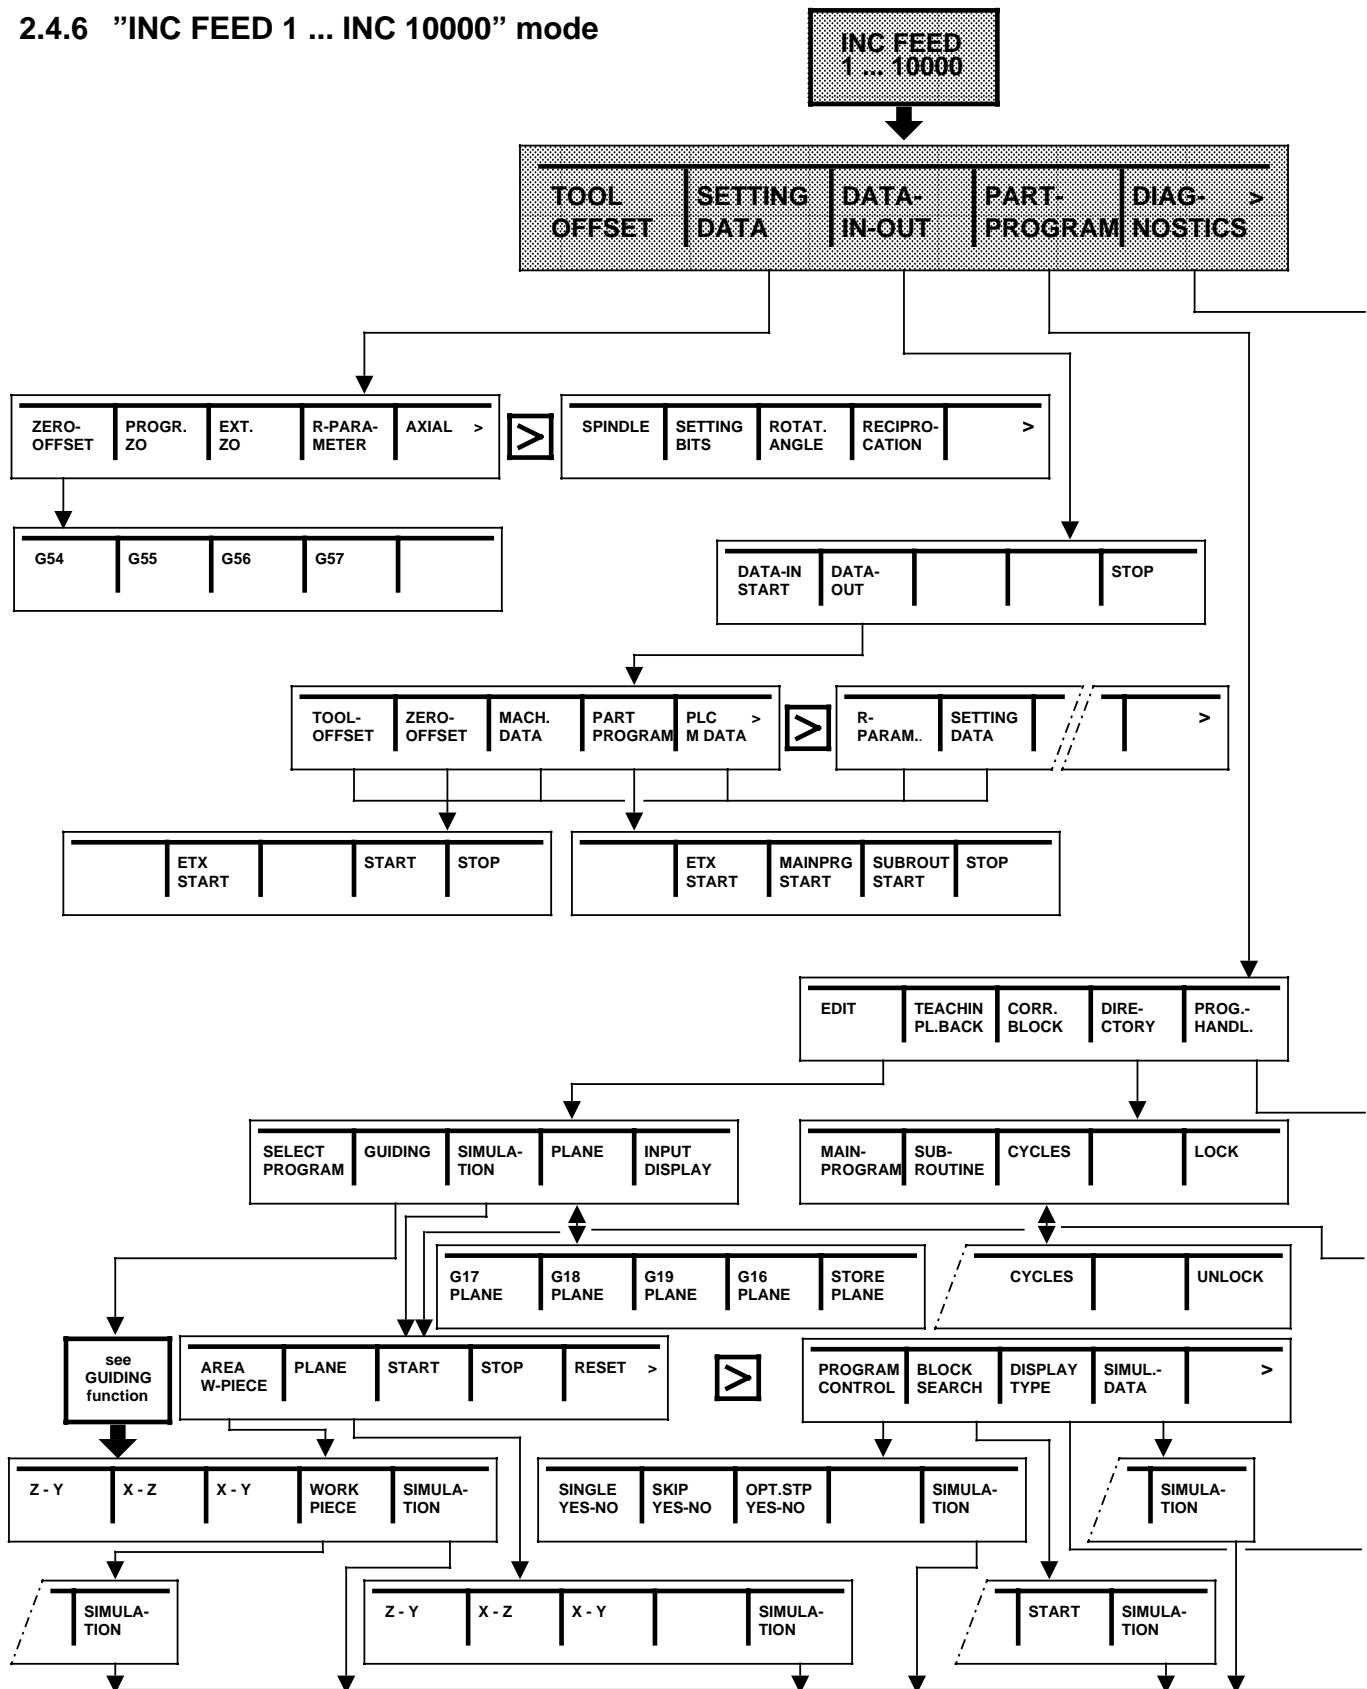 2.4.6 ”INC FEED 1 ... INC 10000” mode
INC FEED
1 ... 10000
TOOL OFFSET
SETTING DATA
DATA-IN-OUT
PART-PROGRAM
DIAG-NOSTICS >
ZERO-OFFSET
PROGR. ZO
EXT. ZO
R-PARA-METER
AXIAL >
>
SPINDLE
SETTING BITS
ROTAT. ANGLE
RECIPRO-CATION
>
G54 G55 G56 G57
DATA-IN START
DATA-OUT
STOP
TOOL-OFFSET
ZERO-OFFSET
MACH. DATA
PART PROGRAM
PLC M DATA >
>
R-PARAM..
SETTING DATA
>
ETX START
START
STOP
ETX START
MAINPRG START
SUBROUT START
STOP
EDIT
TEACHIN PL.BACK
CORR. BLOCK
DIRE-CTORY
PROG.-HANDL.
SELECT PROGRAM
GUIDING
SIMULA-TION
PLANE
INPUT DISPLAY
MAIN-PROGRAM
SUB-ROUTINE
CYCLES
LOCK
G17 PLANE
G18 PLANE
G19 PLANE
G16 PLANE
STORE PLANE
CYCLES
UNLOCK
see
GUIDING
function
AREA W-PIECE
PLANE
START
STOP
RESET >
>
PROGRAM CONTROL
BLOCK SEARCH
DISPLAY TYPE
SIMUL.-DATA
>
Z - Y
X - Z
X - Y
WORK PIECE
SIMULA-TION
SINGLE YES-NO
SKIP YES-NO
OPT.STP YES-NO
SIMULA-TION
SIMULA-TION
SIMULA-TION
Z - Y
X - Z
X - Y
SIMULA-TION
START
SIMULA-TION